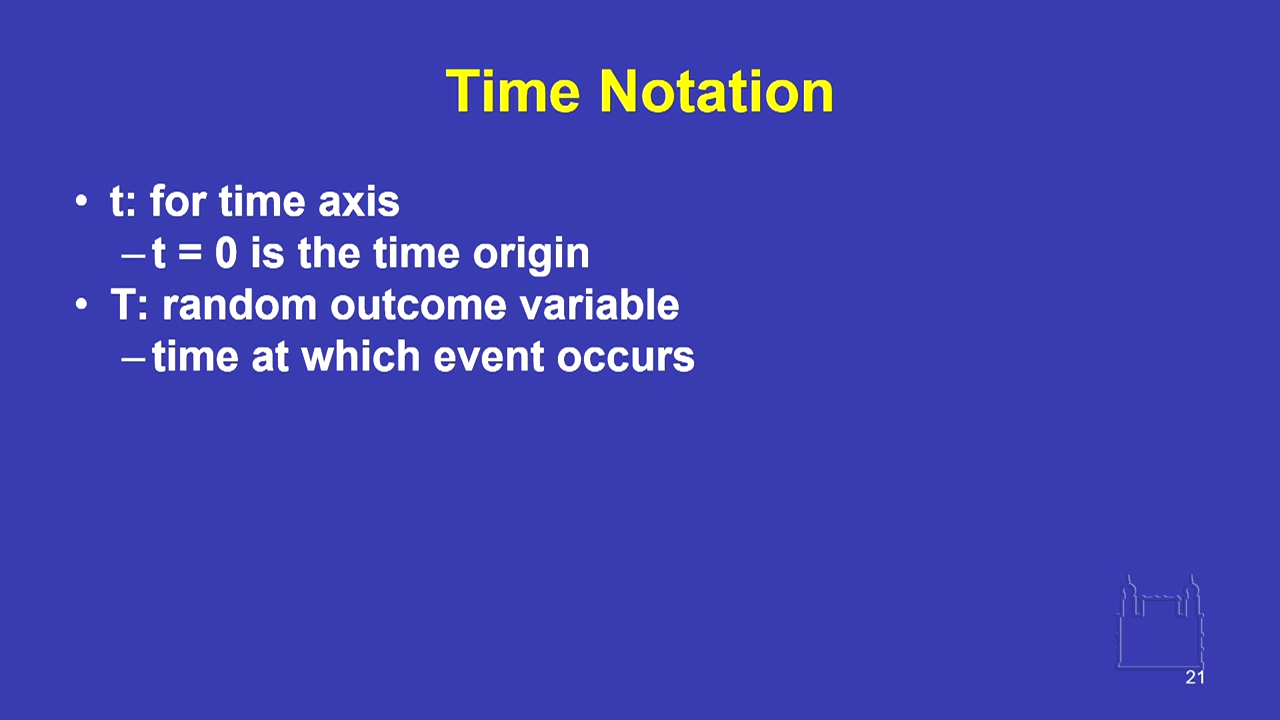 Time Notation
• t: for time axis
–t = 0 is the time origin
• T: random outcome variable
–time at which event occurs
21